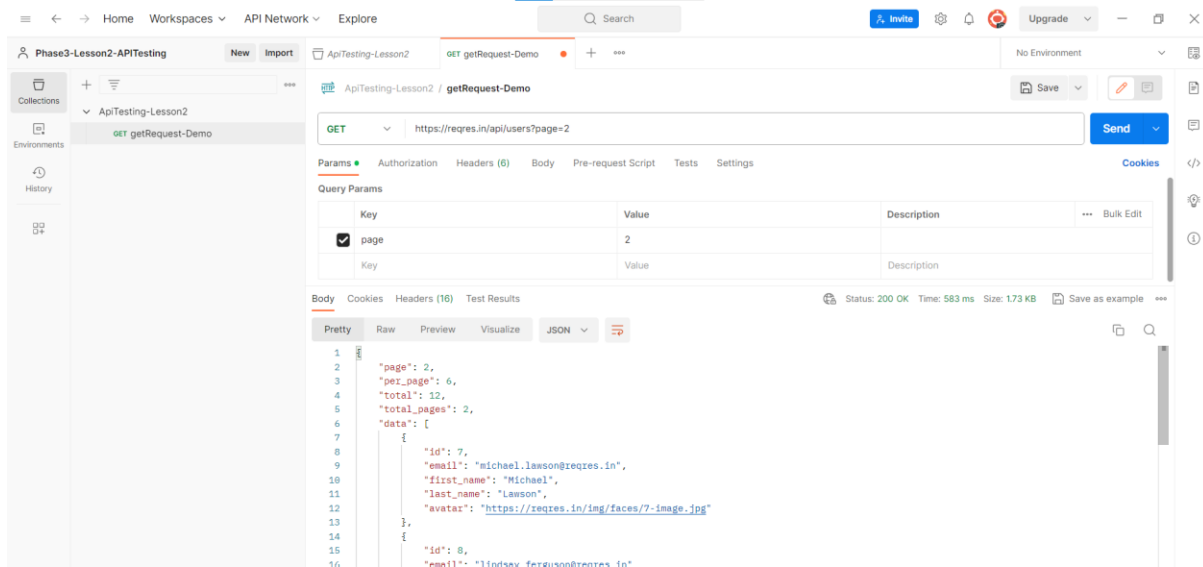 Home Workspaces API Network Explore Search Invite Upgrade
Phase3-Lesson2-APITesting New Import ApiTesting-Lesson2 GET getRequest-Demo No Environment
Collections
ApiTesting-Lesson2
GET getRequest-Demo
Environments
History
HTTP ApiTesting-Lesson2 / getRequest-Demo Save
GET https://reqres.in/api/users?page=2 Send
Params Authorization Headers (6) Body Pre-request Script Tests Settings Cookies
Query Params
Key Value Description Bulk Edit
page 2
Key Value Description
Body Cookies Headers (16) Test Results Status: 200 OK Time: 583 ms Size: 1.73 KB Save as example
Pretty Raw Preview Visualize JSON
1 {
2 "page": 2,
3 "per_page": 6,
4 "total": 12,
5 "total_pages": 2,
6 "data": [
7 {
8 "id": 7,
9 "email": "michael.lawson@reqres.in",
10 "first_name": "Michael",
11 "last_name": "Lawson",
12 "avatar": "https://reqres.in/img/faces/7-image.jpg"
13 },
14 {
15 "id": 8,
16 "email": "lindsay.ferguson@reqres.in"